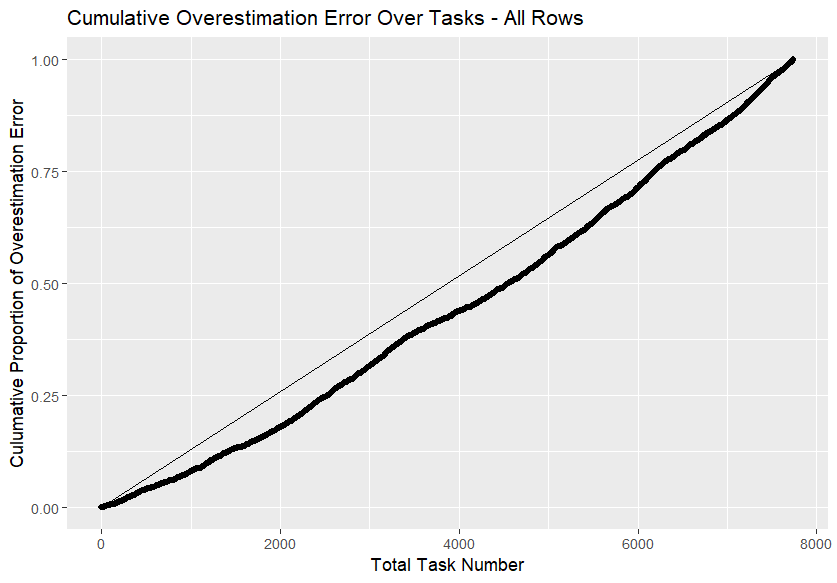 Cumulative Overestimation Error Over Tasks - All Rows
Culumative Proportion of Overestimation Error
1.00
0.75
0.50
0.25
0.00
0 2000 4000 6000 8000
Total Task Number